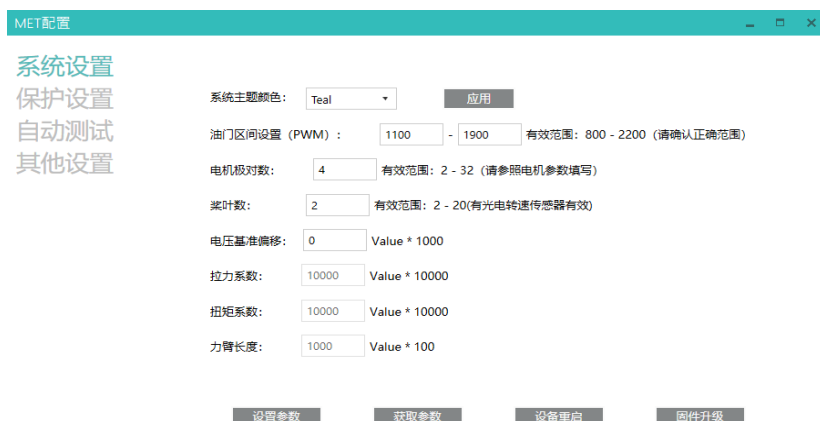 MET配置
系统设置
保护设置
自动测试
其他设置
系统主题颜色： Teal 应用
油门区间设置（PWM）： 1100 - 1900 有效范围：800 - 2200（请确认正确范围）
电机极对数： 4 有效范围：2 - 32（请参照电机参数填写）
桨叶数： 2 有效范围：2 - 20(有光电转速传感器有效)
电压基准偏移： 0 Value * 1000
拉力系数： 10000 Value * 10000
扭矩系数： 10000 Value * 10000
力臂长度： 1000 Value * 100
设置参数 获取参数 设备重启 固件升级